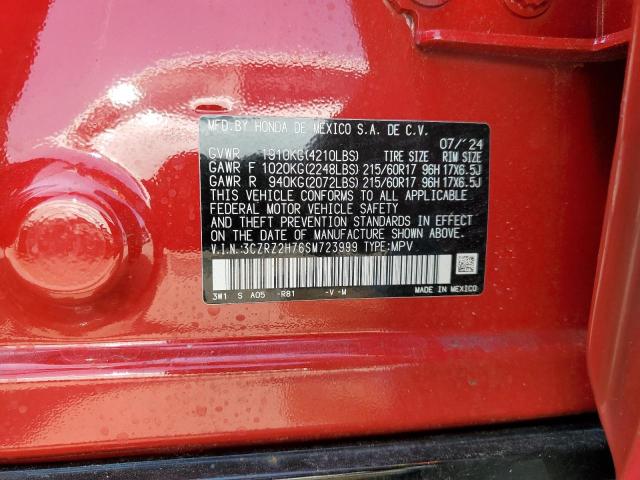 MFD.BY HONDA DE MEXICO S.A. DE C.V.
07/'24
GVWR 1910KG(4210LBS) TIRE SIZE RIM SIZE
GAWR F 1020KG(2248LBS) 215/60R17 96H 17X6.5J
GAWR R 940KG(2072LBS) 215/60R17 96H 17X6.5J
THIS VEHICLE CONFORMS TO ALL APPLICABLE
FEDERAL MOTOR VEHICLE SAFETY
AND THEFT PREVENTION STANDARDS IN EFFECT
ON THE DATE OF MANUFACTURE SHOWN ABOVE.
V.I.N.:3CZRZ2H76SM723999 TYPE:MPV
3W1 S A05 -R81 -V -M MADE IN MEXICO